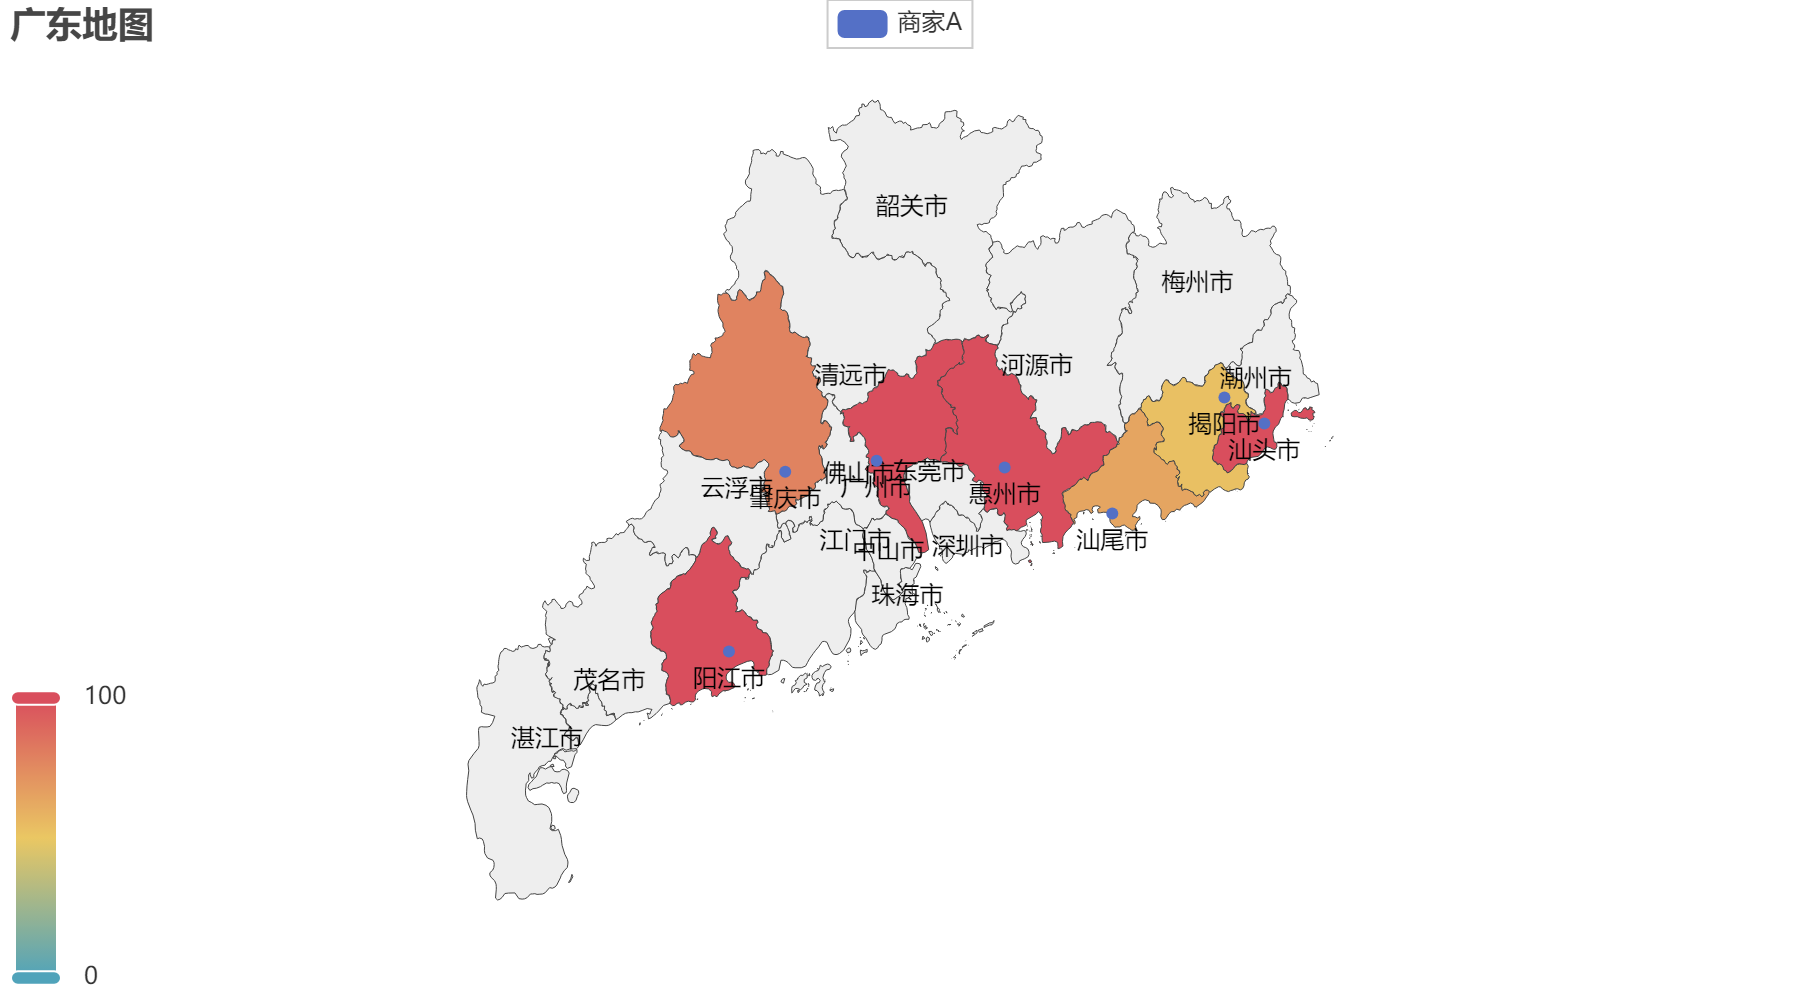 广东地图
商家A
韶关市
梅州市
河源市
清远市
潮州市
揭阳市
汕头市
佛山市
东莞市
云浮市
肇庆市
广州市
惠州市
江门市
中山市
深圳市
汕尾市
珠海市
茂名市
阳江市
湛江市
100
0